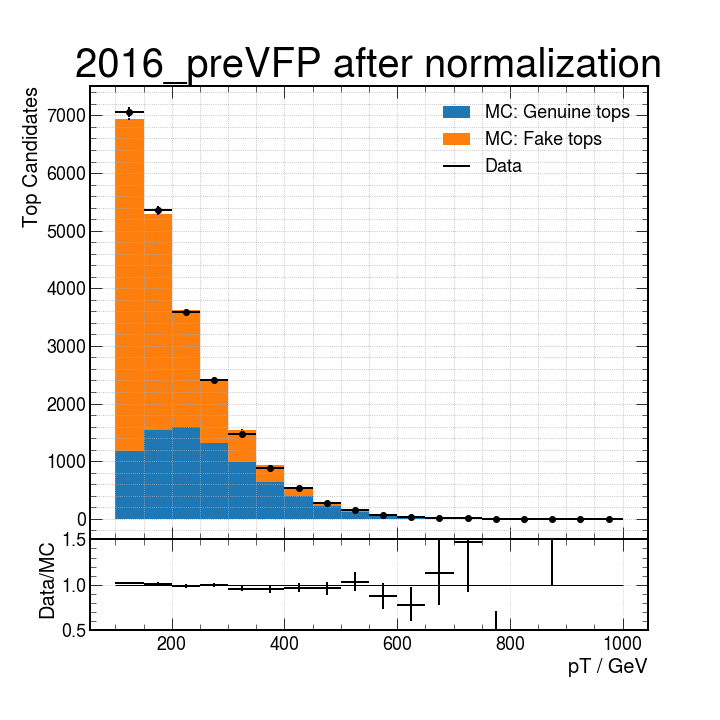 2016_preVFP after normalization
Top Candidates
7000
6000
5000
4000
3000
2000
1000
0
MC: Genuine tops
MC: Fake tops
Data
Data/MC
1.5
1.0
0.5
200 400 600 800 1000
pT / GeV